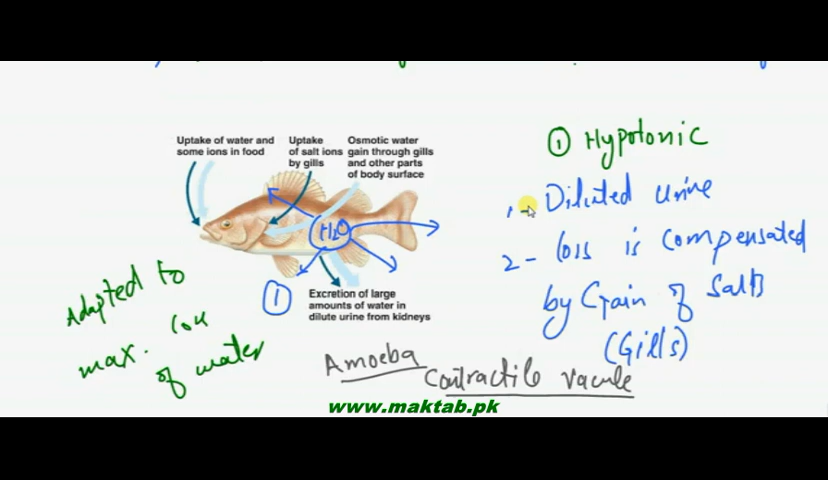 Uptake of water and
some ions in food
Uptake
of salt ions
by gills
Osmotic water
gain through gills
and other parts
of body surface
H2O
1
Excretion of large
amounts of water in
dilute urine from kidneys
Adapted to
max.
of water
1 Hypotonic
1- Diluted Urine
2- loss is compensated
by Gain of Salts
(Gills)
Amoeba
Contractile
www.maktab.pk